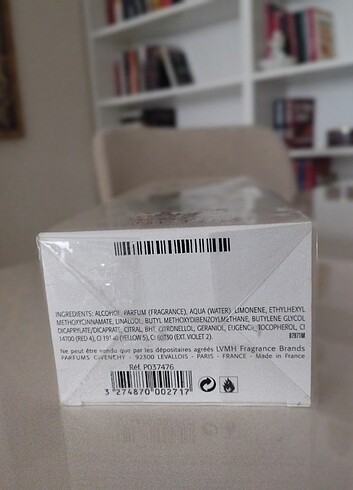 INGREDIENTS: ALCOHOL, PARFUM (FRAGRANCE), AQUA (WATER), LIMONENE, ETHYLHEXYL
METHOXYCINNAMATE, LINALOOL, BUTYL METHOXYDIBENZOYLMETHANE, BUTYLENE GLYCOL
DICAPRYLATE/DICAPRATE, CITRAL, BHT, CITRONELLOL, GERANIOL, EUGENOL, TOCOPHEROL, CI
14700 (RED 4), CI 19140 (YELLOW 5), CI 60730 (EXT. VIOLET 2).
Ne peut être vendu que par les dépositaires agréés LVMH Fragrance Brands
PARFUMS GIVENCHY - 92300 LEVALLOIS - PARIS - FRANCE - Made in France
Réf. P037476
3 274870 002717